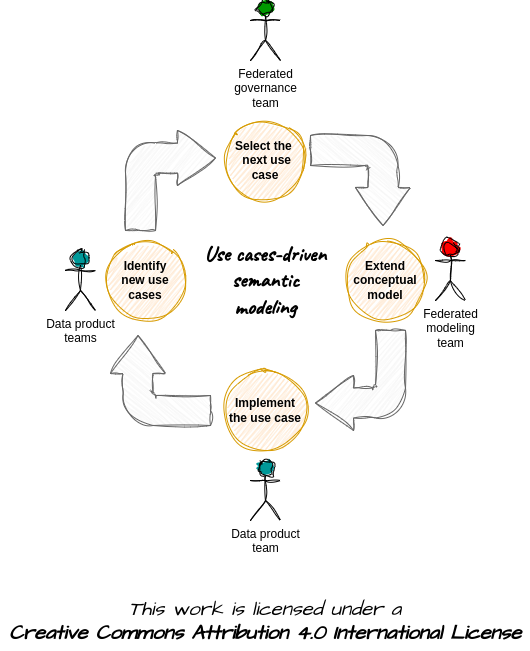 Federated
governance
team
Select the
next use
case
Use cases-driven
semantic
modeling
Identify
new use
cases
Extend
conceptual
model
Data product
teams
Federated
modeling
team
Implement
the use case
Data product
team
This work is licensed under a
Creative Commons Attribution 4.0 International License